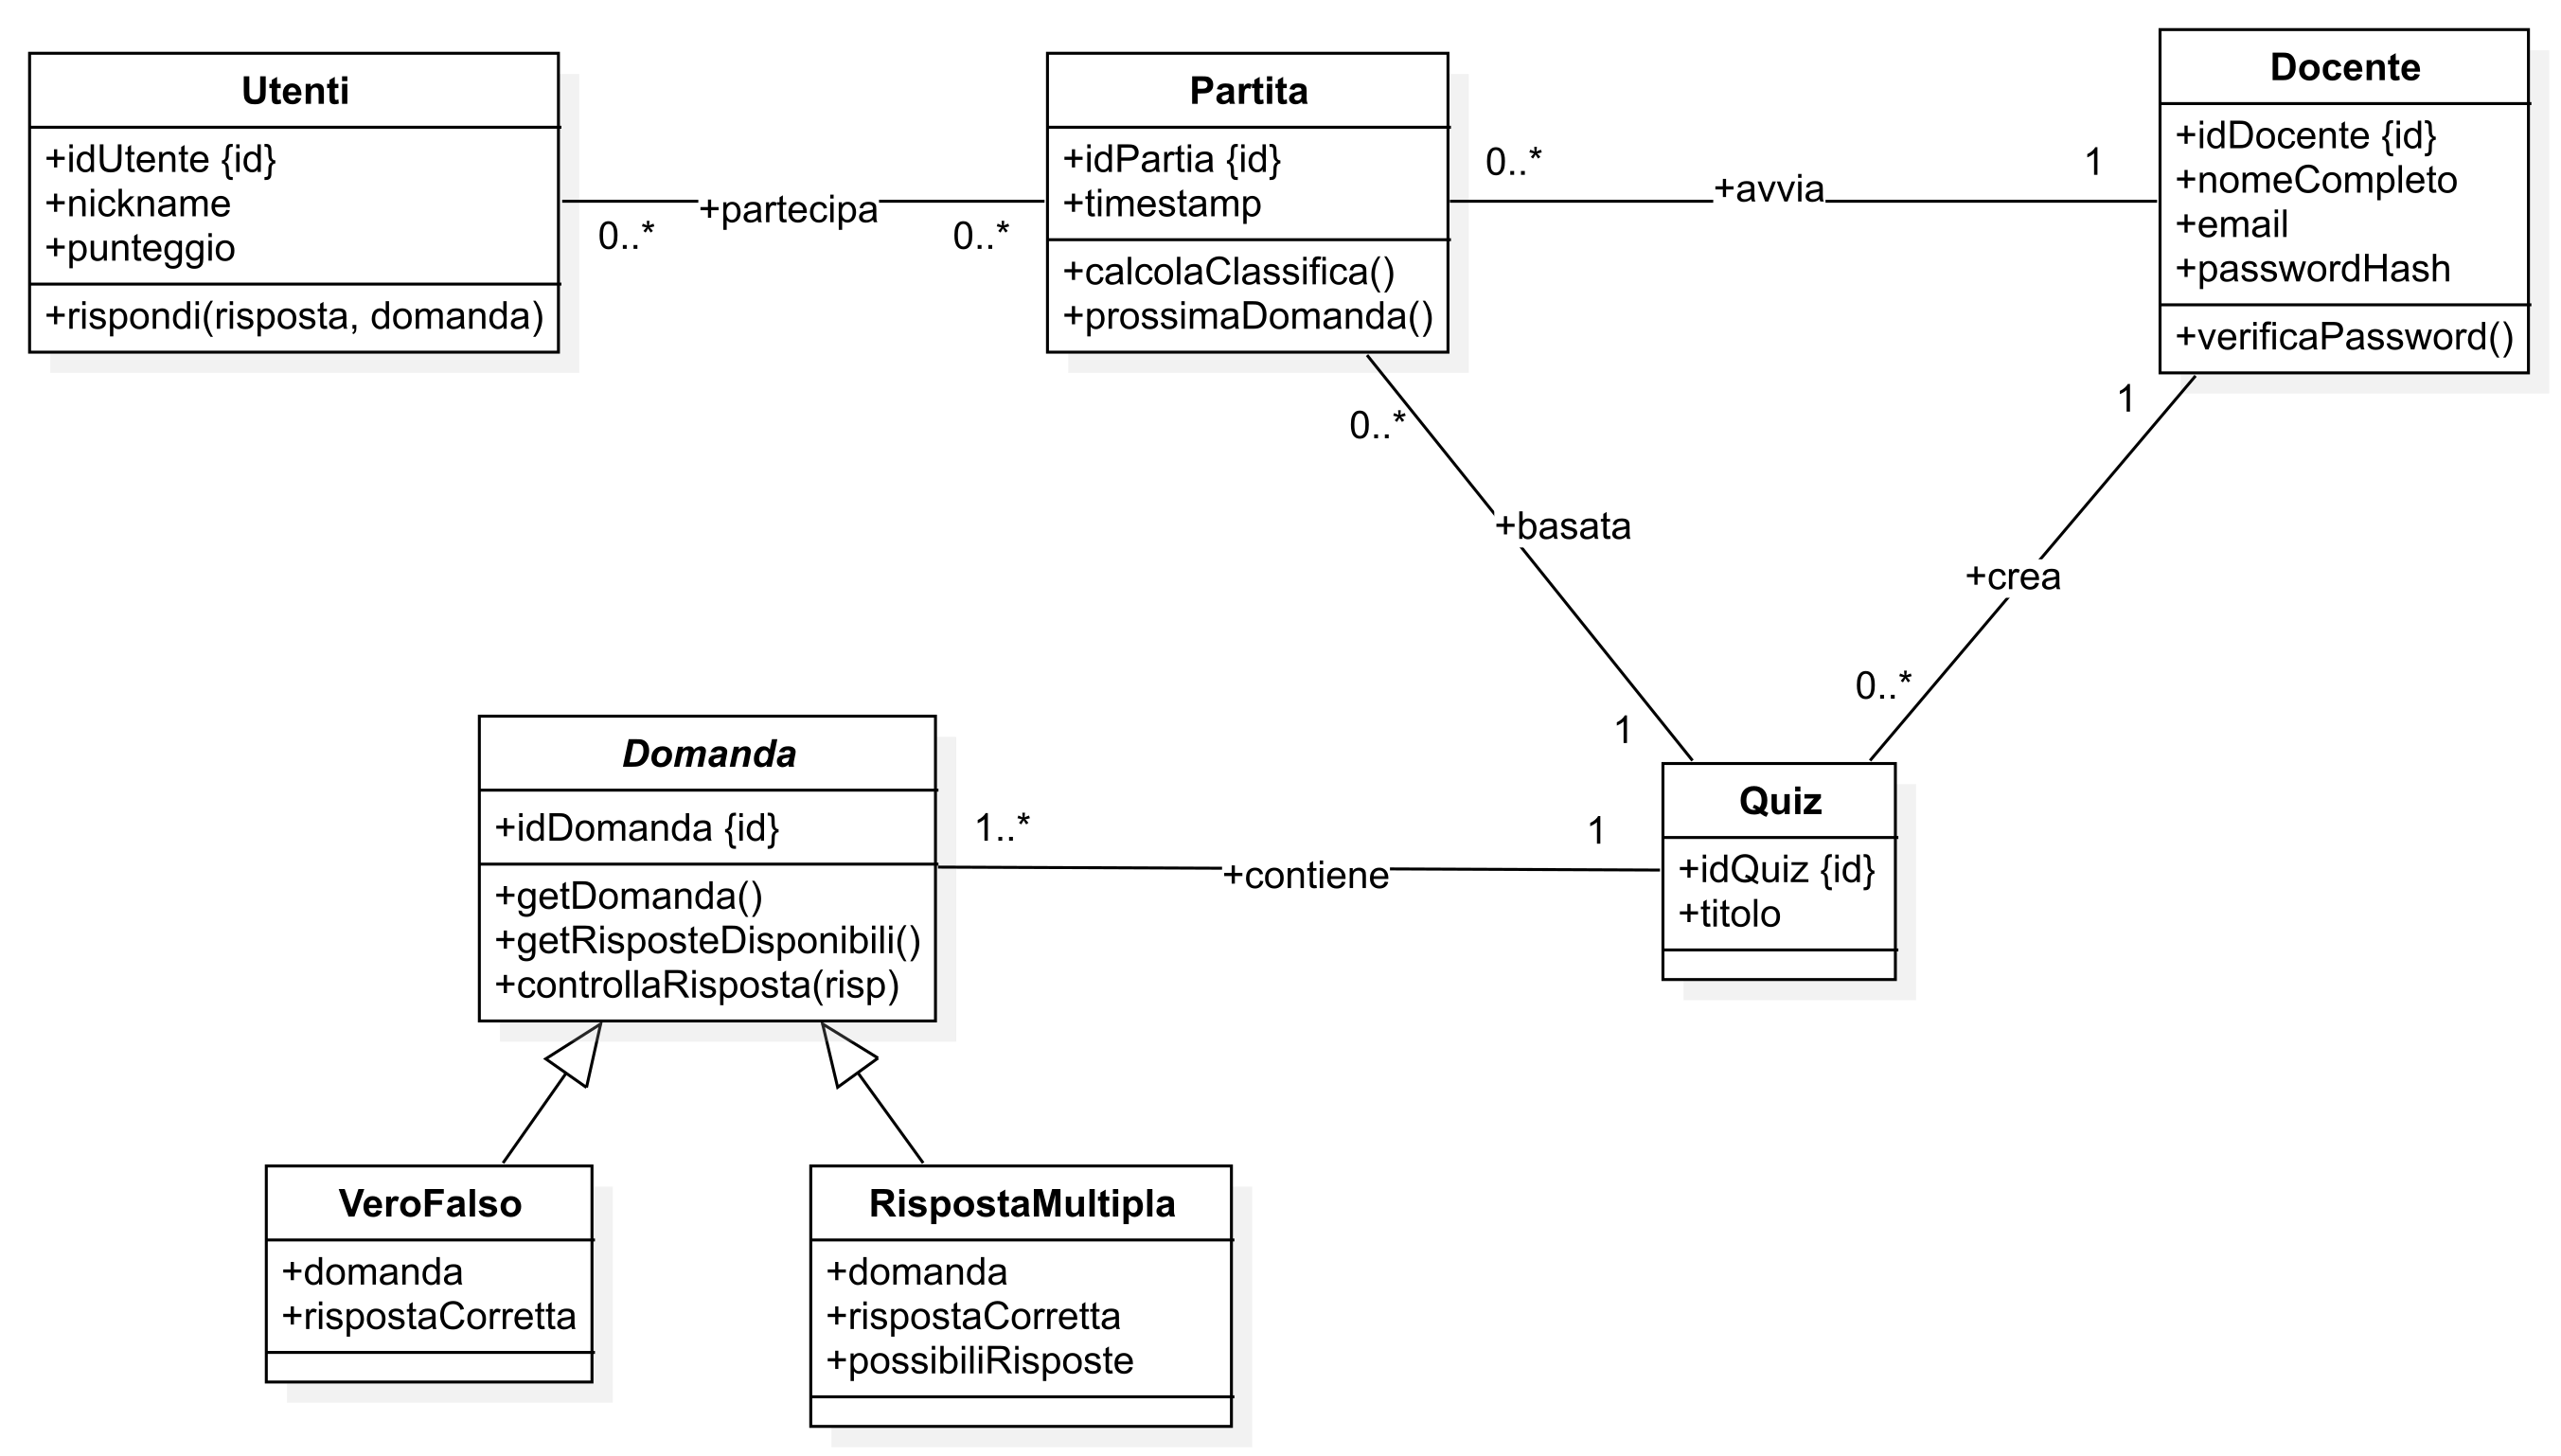 Utenti
+idUtente {id}
+nickname
+punteggio
+rispondi(risposta, domanda)
0..*
+partecipa
0..*
Partita
+idPartia {id}
+timestamp
+calcolaClassifica()
+prossimaDomanda()
0..*
+avvia
1
Docente
+idDocente {id}
+nomeCompleto
+email
+passwordHash
+verificaPassword()
0..*
+basata
1
1
+crea
0..*
Domanda
+idDomanda {id}
+getDomanda()
+getRisposteDisponibili()
+controllaRisposta(risp)
1..*
+contiene
1
Quiz
+idQuiz {id}
+titolo
VeroFalso
+domanda
+rispostaCorretta
RispostaMultipla
+domanda
+rispostaCorretta
+possibiliRisposte